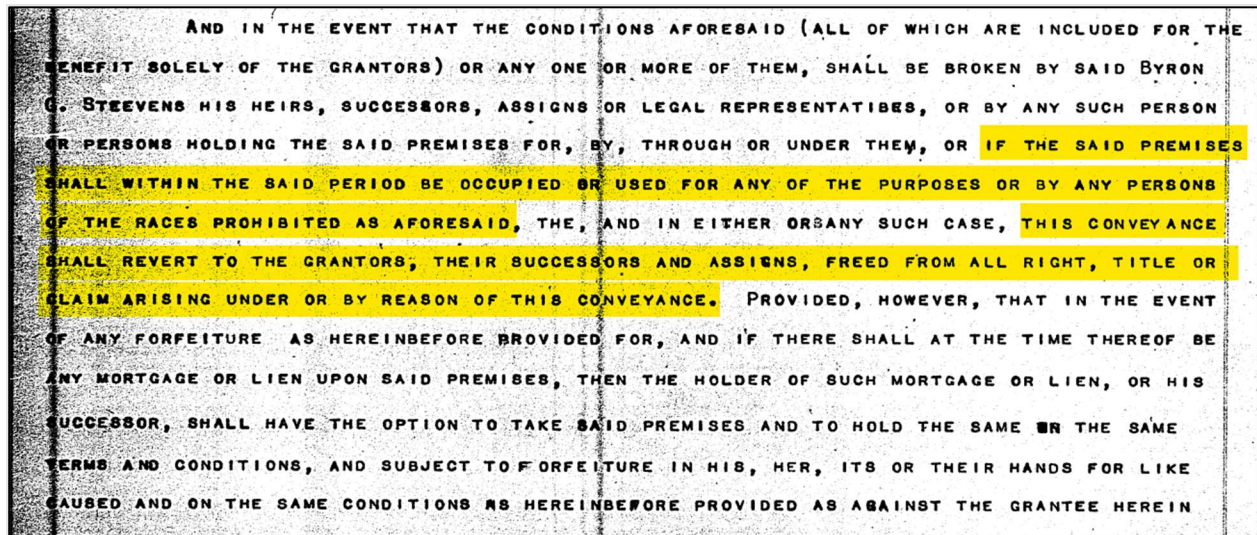 AND IN THE EVENT THAT THE CONDITIONS AFORESAID (ALL OF WHICH ARE INCLUDED FOR THE
BENEFIT SOLELY OF THE GRANTORS) OR ANY ONE OR MORE OF THEM, SHALL BE BROKEN BY SAID BYRON
G. STEEVENS HIS HEIRS, SUCCESSORS, ASSIGNS OR LEGAL REPRESENTATIBES, OR BY ANY SUCH PERSON
OR PERSONS HOLDING THE SAID PREMISES FOR, BY, THROUGH OR UNDER THEM, OR IF THE SAID PREMISES
SHALL WITHIN THE SAID PERIOD BE OCCUPIED OR USED FOR ANY OF THE PURPOSES OR BY ANY PERSONS
OF THE RACES PROHIBITED AS AFORESAID, THE, AND IN EITHER ORSANY SUCH CASE, THIS CONVEYANCE
SHALL REVERT TO THE GRANTORS, THEIR SUCCESSORS AND ASSIGNS, FREED FROM ALL RIGHT, TITLE OR
CLAIM ARISING UNDER OR BY REASON OF THIS CONVEYANCE. PROVIDED, HOWEVER, THAT IN THE EVENT
OF ANY FORFEITURE AS HEREINBEFORE PROVIDED FOR, AND IF THERE SHALL AT THE TIME THEREOF BE
ANY MORTGAGE OR LIEN UPON SAID PREMISES, THEN THE HOLDER OF SUCH MORTGAGE OR LIEN, OR HIS
SUCCESSOR, SHALL HAVE THE OPTION TO TAKE SAID PREMISES AND TO HOLD THE SAME ON THE SAME
TERMS AND CONDITIONS, AND SUBJECT TO FORFEITURE IN HIS, HER, ITS OR THEIR HANDS FOR LIKE
CAUSED AND ON THE SAME CONDITIONS AS HEREINBEFORE PROVIDED AS AGAINST THE GRANTEE HEREIN